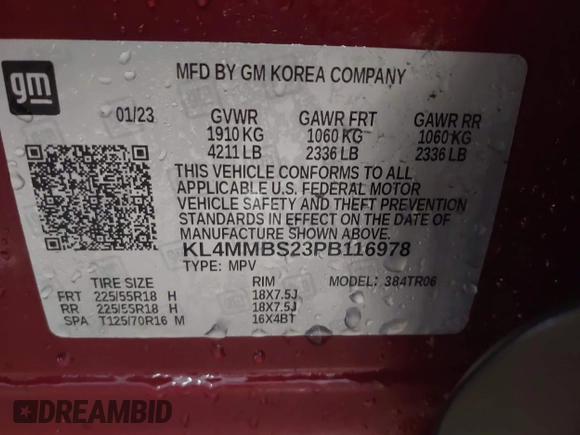 gm
MFD BY GM KOREA COMPANY
01/23 GVWR GAWR FRT GAWR RR
1910 KG 1060 KG 1060 KG
4211 LB 2336 LB 2336 LB
THIS VEHICLE CONFORMS TO ALL
APPLICABLE U.S. FEDERAL MOTOR
VEHICLE SAFETY AND THEFT PREVENTION
STANDARDS IN EFFECT ON THE DATE OF
MANUFACTURE SHOWN ABOVE.
KL4MMBS23PB116978
TYPE: MPV MODEL: 384TR06
TIRE SIZE RIM
FRT 225/55R18 H 18X7.5J
RR 225/55R18 H 18X7.5J
SPA T125/70R16 M 16X4BT
DREAMBID